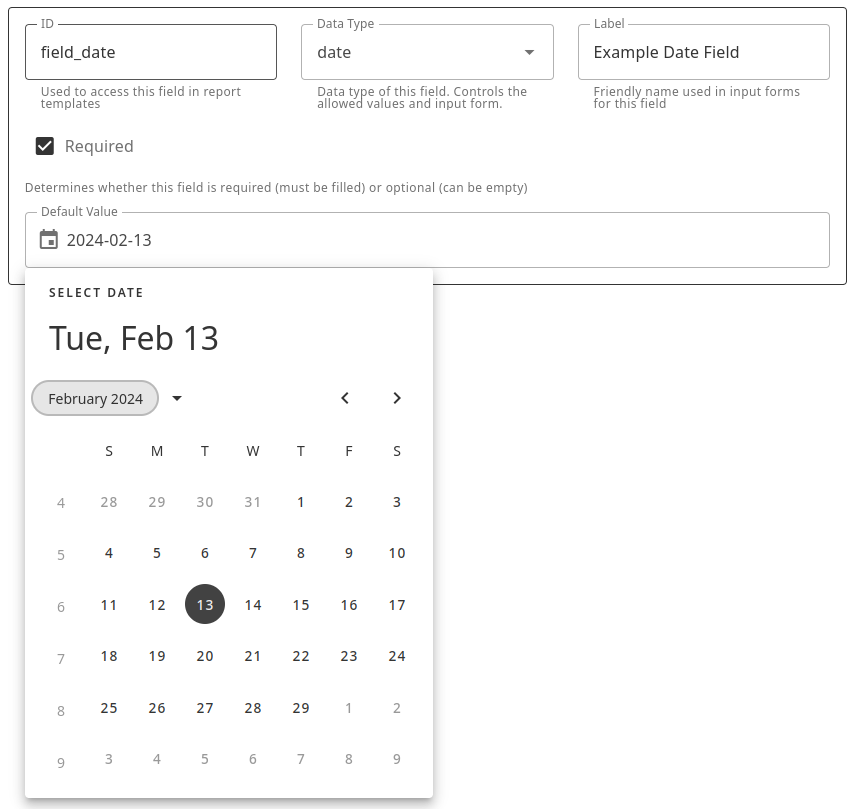 ID
field_date
Used to access this field in report
templates
Data Type
date
Data type of this field. Controls the
allowed values and input form.
Label
Example Date Field
Friendly name used in input forms
for this field
Required
Determines whether this field is required (must be filled) or optional (can be empty)
Default Value
2024-02-13
SELECT DATE
Tue, Feb 13
February 2024
S M T W T F S
4 28 29 30 31 1 2 3
5 4 5 6 7 8 9 10
6 11 12 13 14 15 16 17
7 18 19 20 21 22 23 24
8 25 26 27 28 29 1 2
9 3 4 5 6 7 8 9